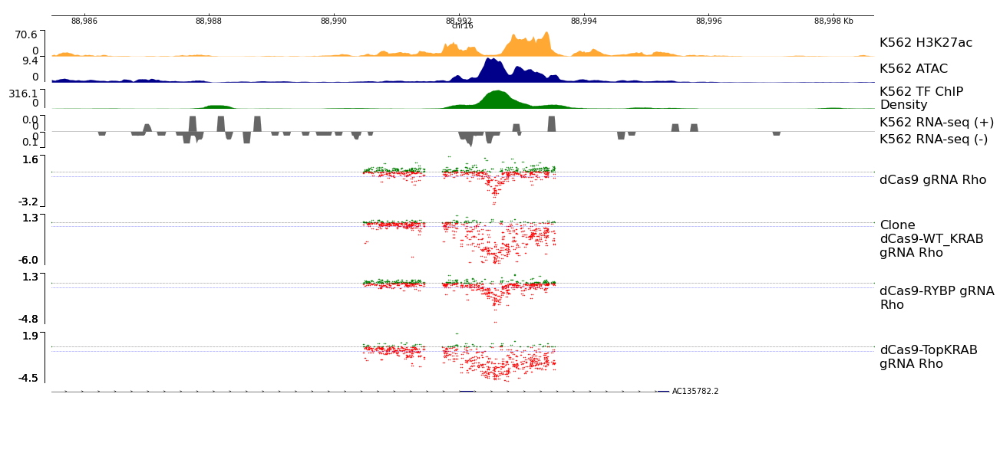 88,986 88,988 88,990 88,992 88,994 88,996 88,998 Kb
chr16
70.6
0
K562 H3K27ac
9.4
0
K562 ATAC
316.1
0
K562 TF ChIP
Density
0.0
0
K562 RNA-seq (+)
0
0.1
K562 RNA-seq (-)
1.6
-3.2
dCas9 gRNA Rho
1.3
-6.0
Clone
dCas9-WT_KRAB
gRNA Rho
1.3
-4.8
dCas9-RYBP gRNA
Rho
1.9
-4.5
dCas9-TopKRAB
gRNA Rho
AC135782.2